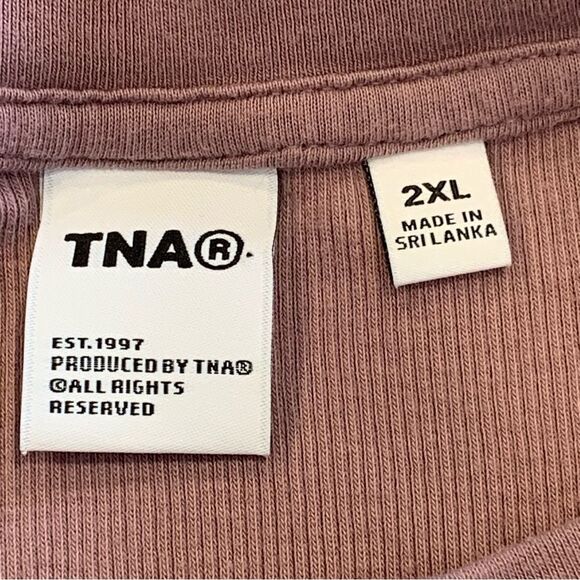 TNA®.
EST.1997
PRODUCED BY TNA®
©ALL RIGHTS
RESERVED
2XL
MADE IN
SRI LANKA